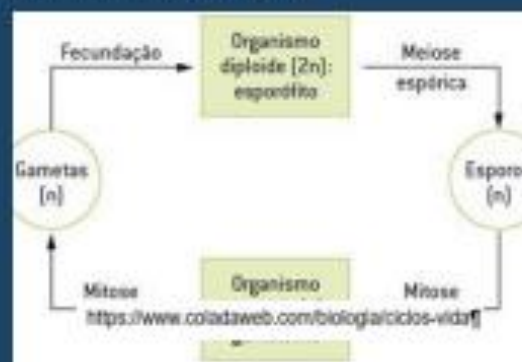 Fecundação
Organismo
diploide (2n):
esporófito
Meiose
espórica
Gametas
(n)
Esporo
(n)
Mitose
Organismo
Mitose
https://www.coladaweb.com/biologia/ciclos-vida¶